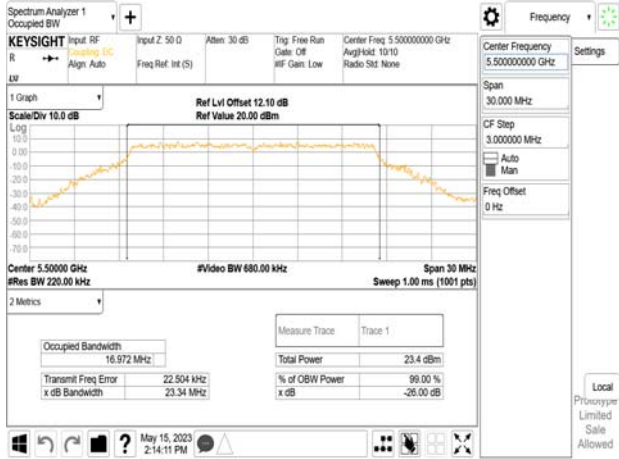 Spectrum Analyzer 1
Occupied BW
+
Frequency
KEYSIGHT Input: RF
Coupling: DC
Align: Auto
R
LU
Input Z: 50 Ω
Freq Ref: Int (S)
Atten: 30 dB
Trig: Free Run
Gate: Off
#IF Gain: Low
Center Freq: 5.500000000 GHz
Avg|Hold: 10/10
Radio Std: None
Center Frequency
5.500000000 GHz
Settings
Span
30.000 MHz
CF Step
3.000000 MHz
Auto
Man
Freq Offset
0 Hz
1 Graph
Ref Lvl Offset 12.10 dB
Scale/Div 10.0 dB
Ref Value 20.00 dBm
Log
10.0
0.00
-10.0
-20.0
-30.0
-40.0
-50.0
-60.0
-70.0
Center 5.50000 GHz
#Video BW 680.00 kHz
Span 30 MHz
#Res BW 220.00 kHz
Sweep 1.00 ms (1001 pts)
2 Metrics
Measure Trace
Trace 1
Occupied Bandwidth
16.972 MHz
Total Power
23.4 dBm
Transmit Freq Error
22.504 kHz
% of OBW Power
99.00 %
x dB Bandwidth
23.34 MHz
x dB
-26.00 dB
Local
Prototype
Limited
Sale
Allowed
?
May 15, 2023
2:14:11 PM